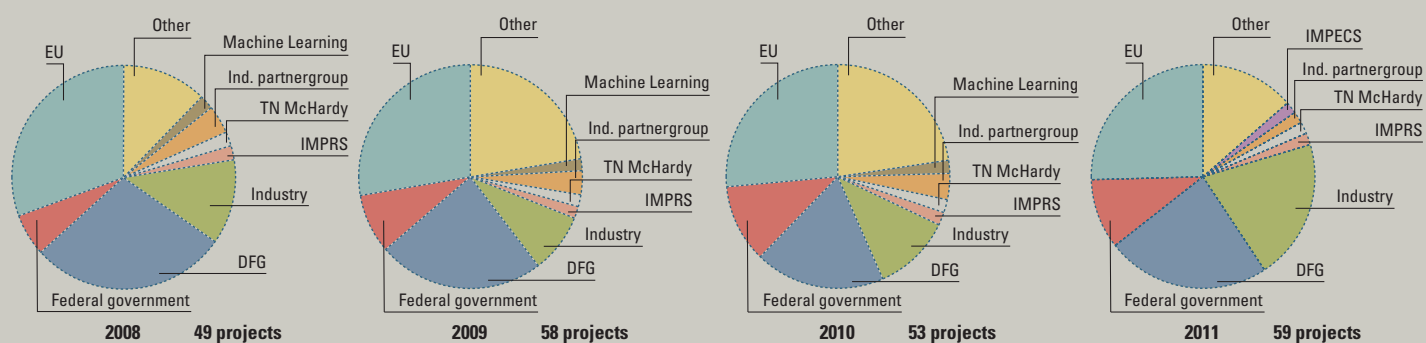 Other
EU
Machine Learning
Ind. partnergroup
TN McHardy
IMPRS
Industry
DFG
Federal government
2008 49 projects
Other
EU
Machine Learning
Ind. partnergroup
TN McHardy
IMPRS
Industry
DFG
Federal government
2009 58 projects
Other
EU
Machine Learning
Ind. partnergroup
TN McHardy
IMPRS
Industry
DFG
Federal government
2010 53 projects
Other
IMPECS
EU
Ind. partnergroup
TN McHardy
IMPRS
Industry
DFG
Federal government
2011 59 projects